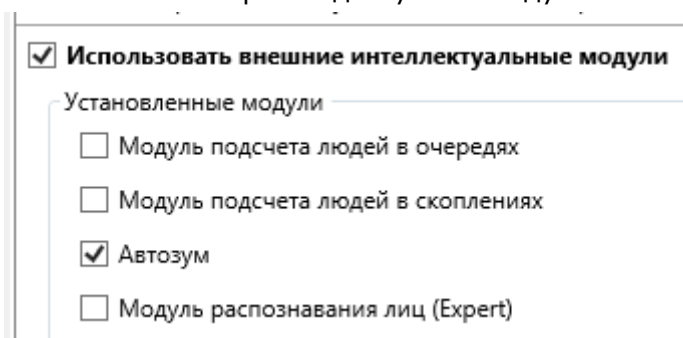 Использовать внешние интеллектуальные модули
Установленные модули
Модуль подсчета людей в очередях
Модуль подсчета людей в скоплениях
Автозум
Модуль распознавания лиц (Expert)